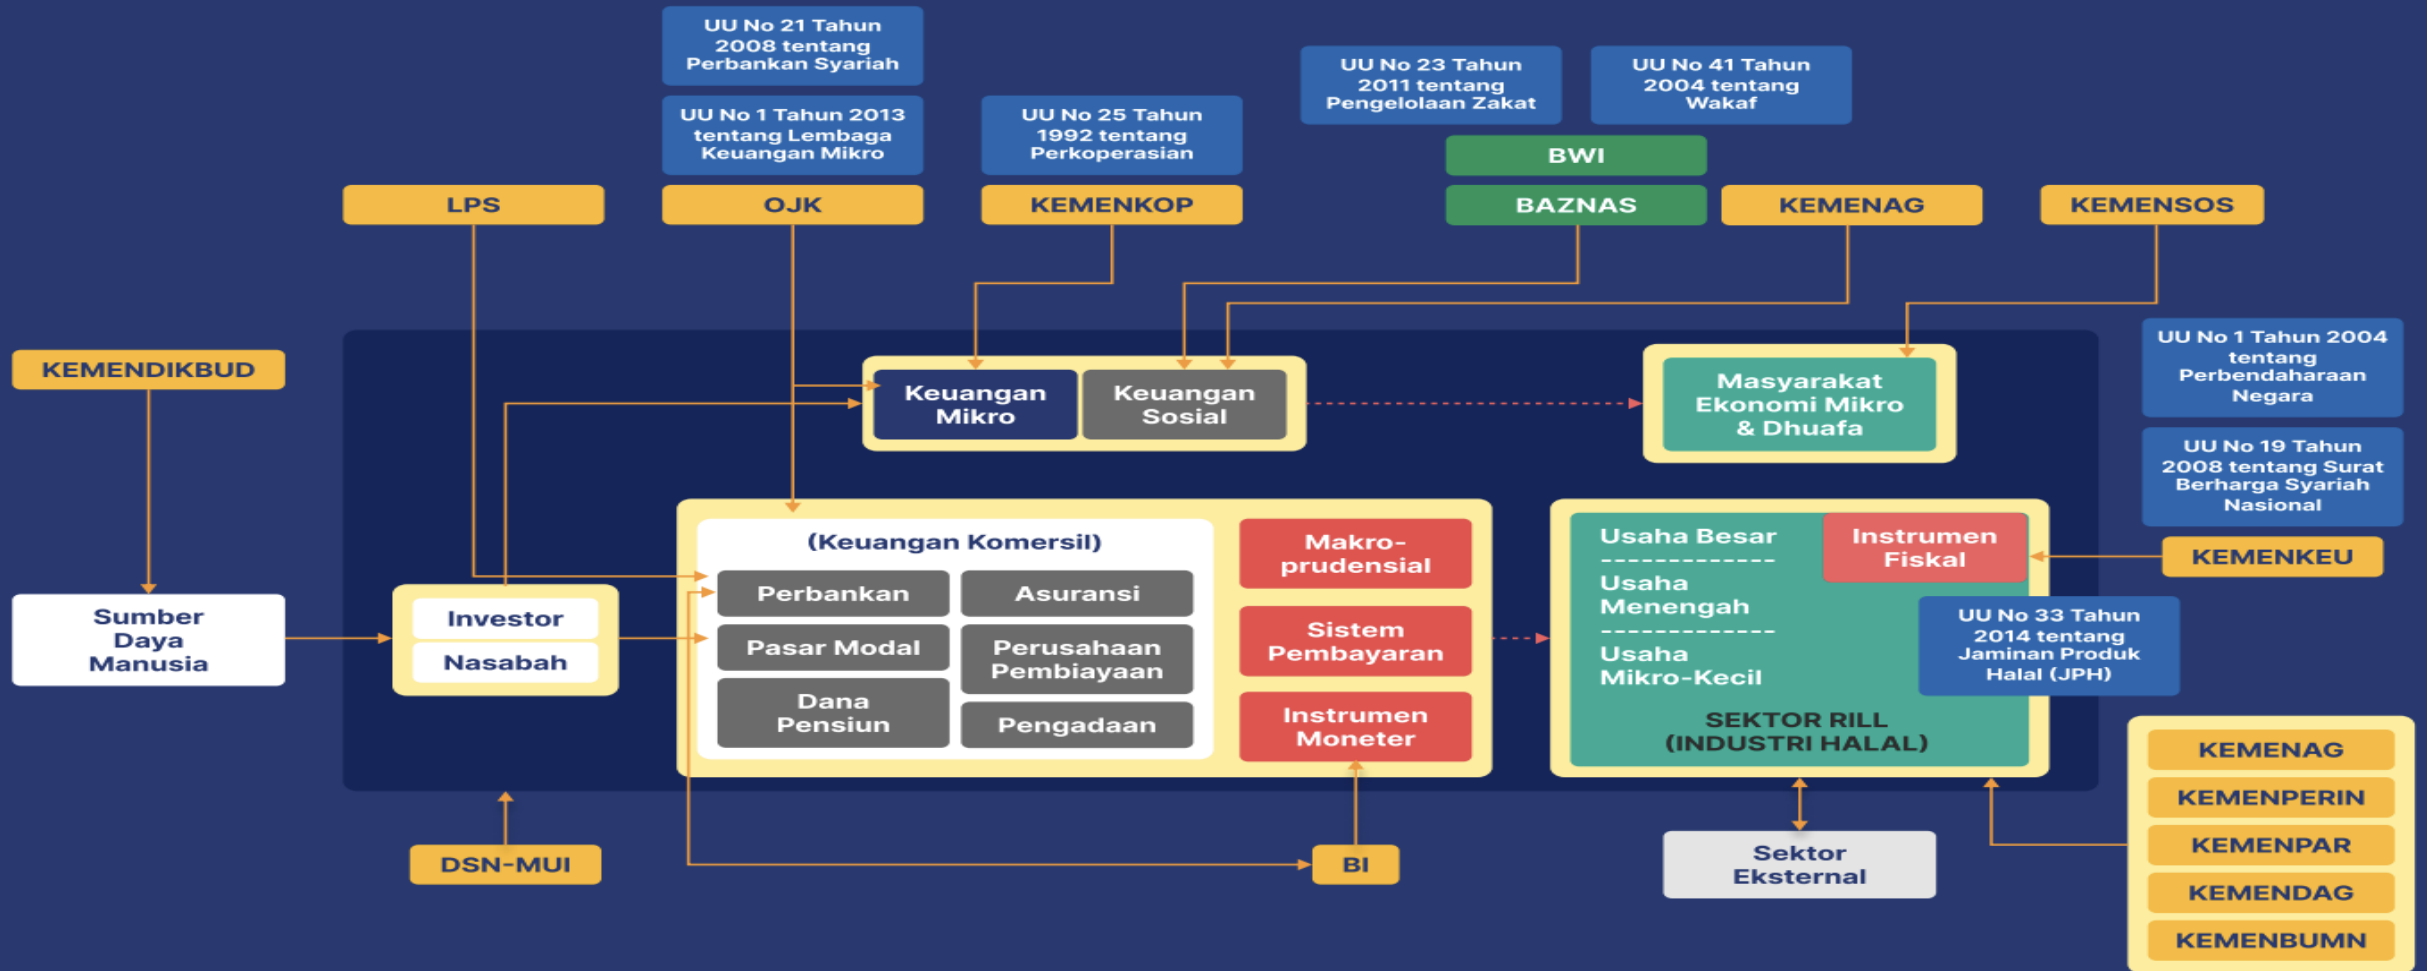 UU No 21 Tahun
2008 tentang
Perbankan Syariah
UU No 1 Tahun 2013
tentang Lembaga
Keuangan Mikro
UU No 25 Tahun
1992 tentang
Perkoperasian
UU No 23 Tahun
2011 tentang
Pengelolaan Zakat
UU No 41 Tahun
2004 tentang
Wakaf
BWI
LPS
OJK
KEMENKOP
BAZNAS
KEMENAG
KEMENSOS
KEMENDIKBUD
Keuangan
Mikro
Keuangan
Sosial
Masyarakat
Ekonomi Mikro
& Dhuafa
UU No 1 Tahun 2004
tentang
Perbendaharaan
Negara
UU No 19 Tahun
2008 tentang Surat
Berharga Syariah
Nasional
KEMENKEU
Sumber
Daya
Manusia
Investor
Nasabah
(Keuangan Komersil)
Perbankan
Asuransi
Pasar Modal
Perusahaan
Pembiayaan
Dana
Pensiun
Pengadaan
Makro-
prudensial
Sistem
Pembayaran
Instrumen
Moneter
Usaha Besar
-------------
Usaha
Menengah
-------------
Usaha
Mikro-Kecil
Instrumen
Fiskal
SEKTOR RILL
(INDUSTRI HALAL)
UU No 33 Tahun
2014 tentang
Jaminan Produk
Halal (JPH)
DSN-MUI
BI
Sektor
Eksternal
KEMENAG
KEMENPERIN
KEMENPAR
KEMENDAG
KEMENBUMN